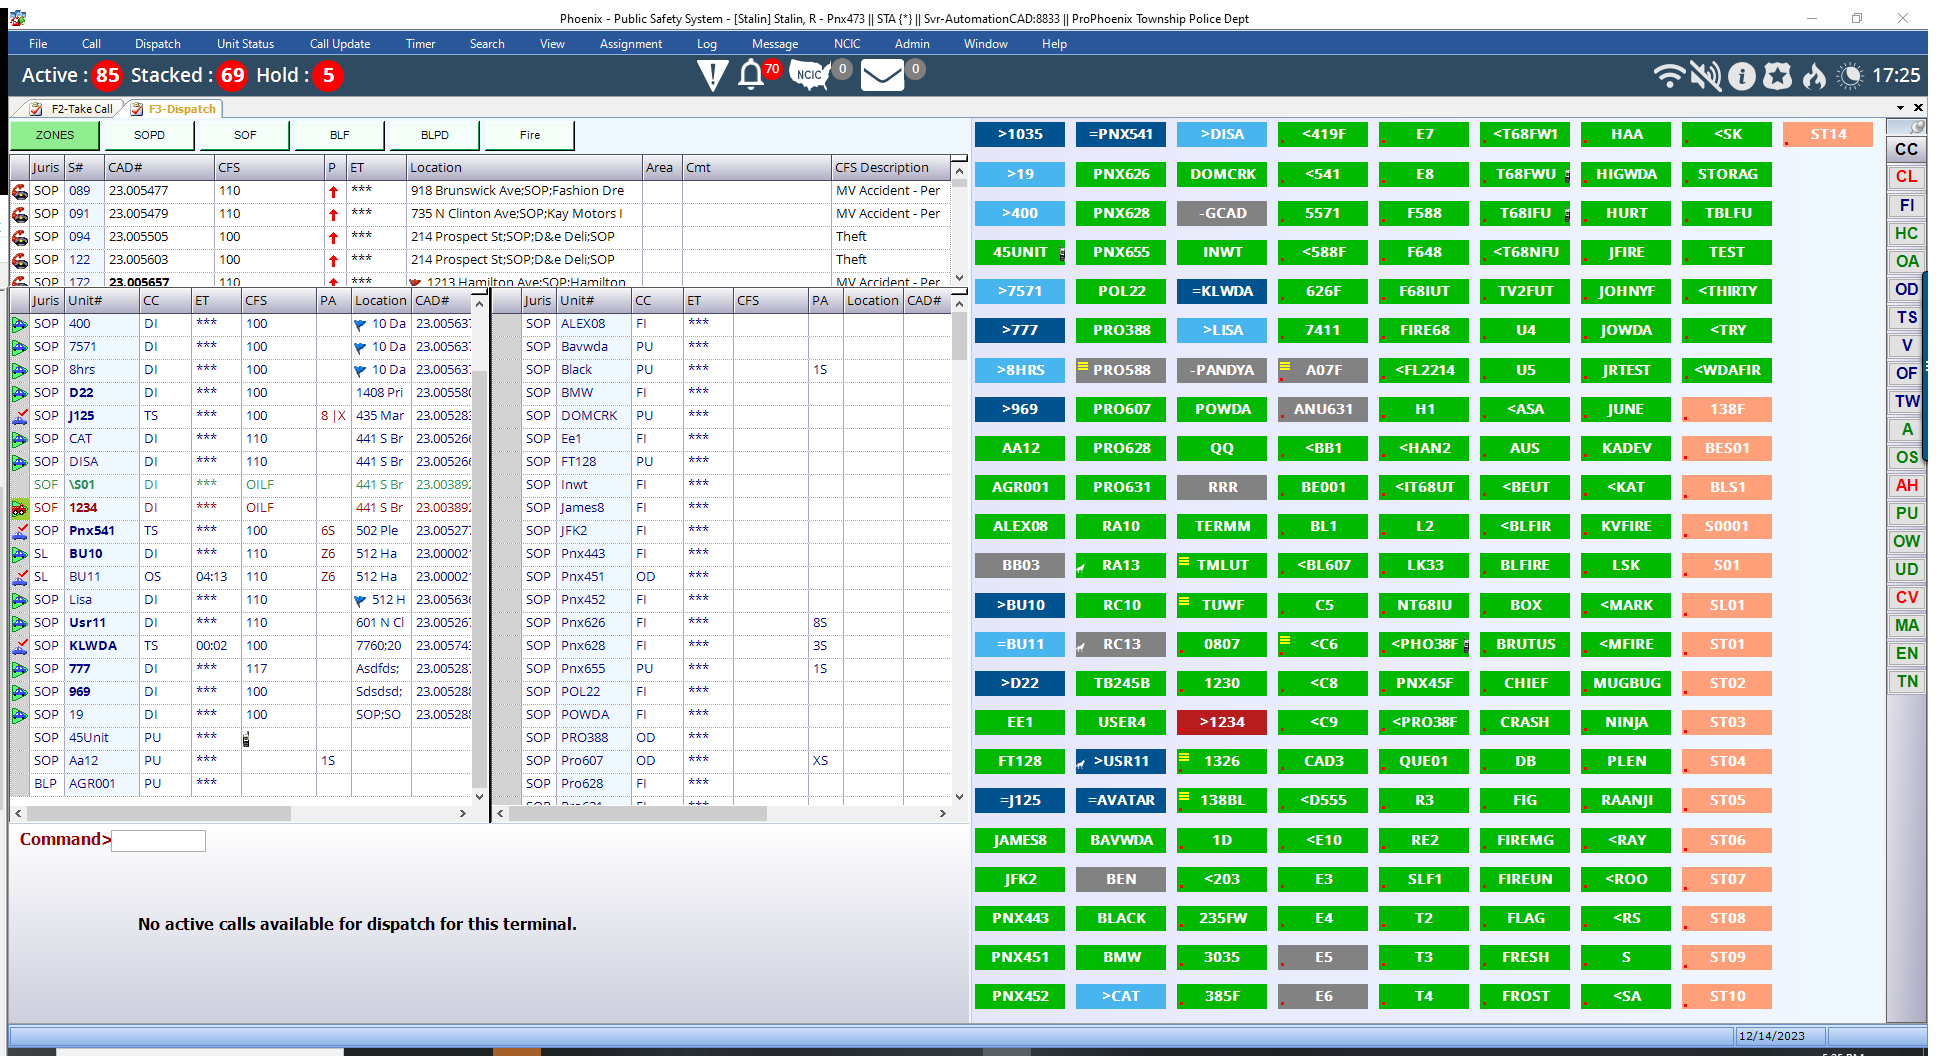 Phoenix - Public Safety System - [Stalin] Stalin, R - Pnx473 || STA {*} || Svr-AutomationCAD:8833 || ProPhoenix Township Police Dept
File Call Dispatch Unit Status Call Update Timer Search View Assignment Log Message NCIC Admin Window Help
Active : 85 Stacked : 69 Hold : 5 70 NCIC 0 0 17:25
F2-Take Call F3-Dispatch
ZONES SOPD SOF BLF BLPD Fire
Juris S# CAD# CFS P ET Location Area Cmt CFS Description
SOP 089 23.005477 110 *** 918 Brunswick Ave;SOP;Fashion Dre MV Accident - Per
SOP 091 23.005479 110 *** 735 N Clinton Ave;SOP;Kay Motors I MV Accident - Per
SOP 094 23.005505 100 *** 214 Prospect St;SOP;D&e Deli;SOP Theft
SOP 122 23.005603 100 *** 214 Prospect St;SOP;D&e Deli;SOP Theft
SOP 172 23.005657 110 *** 1213 Hamilton Ave;SOP;Hamilton MV Accident - Per
Juris Unit# CC ET CFS PA Location CAD#
SOP 400 DI *** 100 10 Da 23.005637
SOP 7571 DI *** 100 10 Da 23.005637
SOP 8hrs DI *** 100 10 Da 23.005637
SOP D22 DI *** 100 1408 Pri 23.005580
SOP J125 TS *** 100 8 |X 435 Mar 23.005283
SOP CAT DI *** 110 441 S Br 23.005266
SOP DISA DI *** 110 441 S Br 23.005266
SOF \S01 DI *** OILF 441 S Br 23.003892
SOF 1234 DI *** OILF 441 S Br 23.003892
SOP Pnx541 TS *** 100 6S 502 Ple 23.005277
SL BU10 DI *** 110 Z6 512 Ha 23.00002
SL BU11 OS 04:13 110 Z6 512 Ha 23.00002
SOP Lisa DI *** 110 512 H 23.005636
SOP Usr11 DI *** 110 601 N Cl 23.005267
SOP KLWDA TS 00:02 100 7760;20 23.005743
SOP 777 DI *** 117 Asdfds; 23.005287
SOP 969 DI *** 100 Sdsdsd; 23.005288
SOP 19 DI *** 100 SOP;SO 23.005288
SOP 45Unit PU ***
SOP Aa12 PU *** 1S
BLP AGR001 PU ***
Juris Unit# CC ET CFS PA Location CAD#
SOP ALEX08 FI ***
SOP Bavwda PU ***
SOP Black PU *** 1S
SOP BMW FI ***
SOP DOMCRK PU ***
SOP Ee1 FI ***
SOP FT128 PU ***
SOP Inwt FI ***
SOP James8 FI ***
SOP JFK2 FI ***
SOP Pnx443 FI ***
SOP Pnx451 OD ***
SOP Pnx452 FI ***
SOP Pnx626 FI *** 8S
SOP Pnx628 FI *** 3S
SOP Pnx655 PU *** 1S
SOP POL22 FI ***
SOP POWDA FI ***
SOP PRO388 OD ***
SOP Pro607 OD *** XS
SOP Pro628 FI ***
SOP Pro631 FI ***
Command>
No active calls available for dispatch for this terminal.
>1035 =PNX541 >DISA <419F E7 <T68FW1 HAA <SK ST14
>19 PNX626 DOMCRK <541 E8 T68FWU HIGWDA STORAG
>400 PNX628 -GCAD 5571 F588 T68IFU HURT TBLFU
45UNIT PNX655 INWT <588F F648 <T68NFU JFIRE TEST
>7571 POL22 =KLWDA 626F F68IUT TV2FUT JOHNYF <THIRTY
>777 PRO388 >LISA 7411 FIRE68 U4 JOWDA <TRY
>8HRS PRO588 -PANDYA A07F <FL2214 U5 JRTEST <WDAFIR
>969 PRO607 POWDA ANU631 H1 <ASA JUNE 138F
AA12 PRO628 QQ <BB1 <HAN2 AUS KADEV BES01
AGR001 PRO631 RRR BE001 <IT68UT <BEUT <KAT BLS1
ALEX08 RA10 TERMM BL1 L2 <BLFIR KVFIRE S0001
BB03 RA13 TMLUT <BL607 LK33 BLFIRE LSK S01
>BU10 RC10 TUWF C5 NT68IU BOX <MARK SL01
=BU11 RC13 0807 <C6 <PHO38F BRUTUS <MFIRE ST01
>D22 TB245B 1230 <C8 PNX45F CHIEF MUGBUG ST02
EE1 USER4 >1234 <C9 <PRO38F CRASH NINJA ST03
FT128 >USR11 1326 CAD3 QUE01 DB PLEN ST04
=J125 =AVATAR 138BL <D555 R3 FIG RAANJI ST05
JAMES8 BAVWDA 1D <E10 RE2 FIREMG <RAY ST06
JFK2 BEN <203 E3 SLF1 FIREUN <ROO ST07
PNX443 BLACK 235FW E4 T2 FLAG <RS ST08
PNX451 BMW 3035 E5 T3 FRESH S ST09
PNX452 >CAT 385F E6 T4 FROST <SA ST10
CC
CL
FI
HC
OA
OD
TS
V
OF
TW
A
OS
AH
PU
OW
UD
CV
MA
EN
TN
12/14/2023